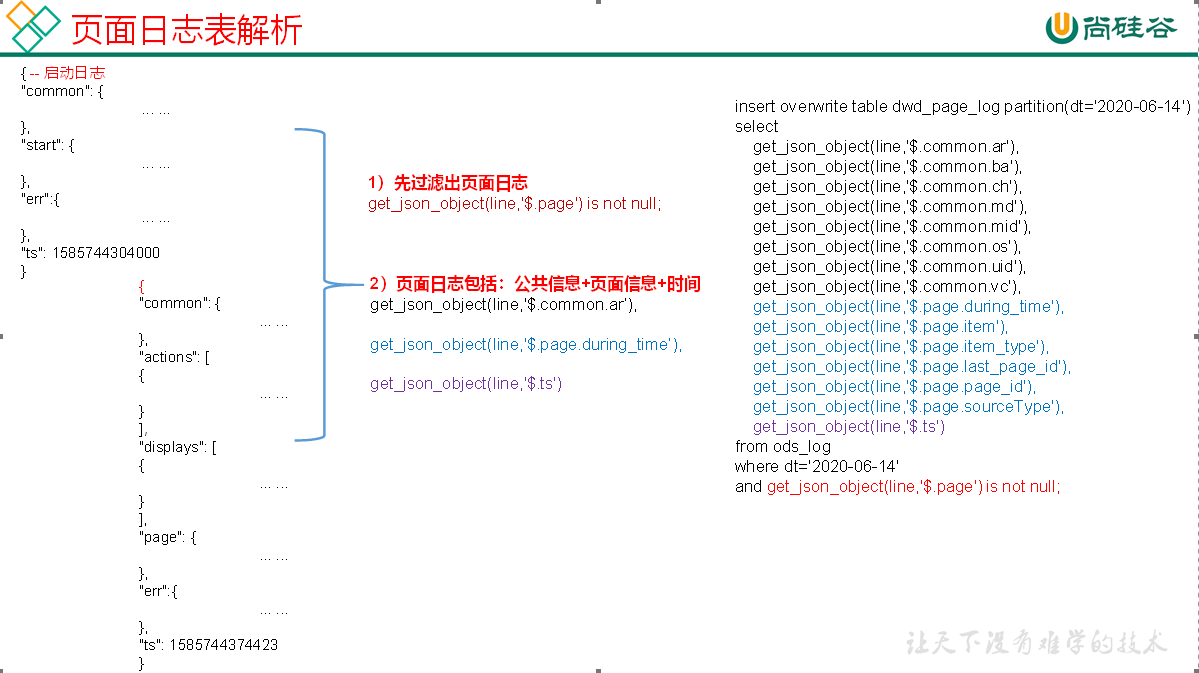 页面日志表解析
尚硅谷
{ -- 启动日志
"common": {
... ...
},
"start": {
... ...
},
"err":{
... ...
},
"ts": 1585744304000
}
{
"common": {
... ...
},
"actions": [
{
... ...
}
],
"displays": [
{
... ...
}
],
"page": {
... ...
},
"err":{
... ...
},
"ts": 1585744374423
}
1）先过滤出页面日志
get_json_object(line,'$.page') is not null;
2）页面日志包括：公共信息+页面信息+时间
get_json_object(line,'$.common.ar'),
get_json_object(line,'$.page.during_time'),
get_json_object(line,'$.ts')
insert overwrite table dwd_page_log partition(dt='2020-06-14')
select
get_json_object(line,'$.common.ar'),
get_json_object(line,'$.common.ba'),
get_json_object(line,'$.common.ch'),
get_json_object(line,'$.common.md'),
get_json_object(line,'$.common.mid'),
get_json_object(line,'$.common.os'),
get_json_object(line,'$.common.uid'),
get_json_object(line,'$.common.vc'),
get_json_object(line,'$.page.during_time'),
get_json_object(line,'$.page.item'),
get_json_object(line,'$.page.item_type'),
get_json_object(line,'$.page.last_page_id'),
get_json_object(line,'$.page.page_id'),
get_json_object(line,'$.page.sourceType'),
get_json_object(line,'$.ts')
from ods_log
where dt='2020-06-14'
and get_json_object(line,'$.page') is not null;
让天下没有难学的技术